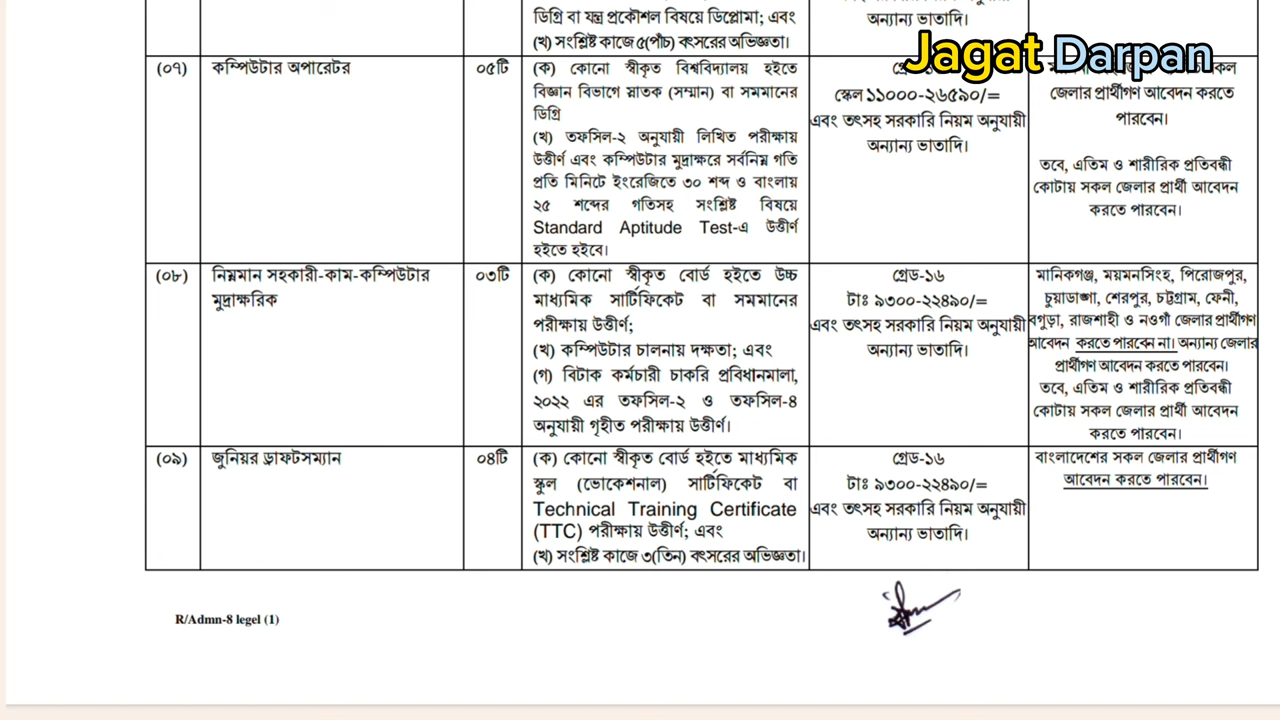 ডিগ্রি বা যন্ত্র প্রকৌশল বিষয়ে ডিপ্লোমা; এবং
(খ) সংশ্লিষ্ট কাজে ৫(পাঁচ) বৎসরের অভিজ্ঞতা।
অন্যান্য ভাতাদি।
Jagat Darpan
(০৭)
কম্পিউটার অপারেটর
০৫টি
(ক) কোনো স্বীকৃত বিশ্ববিদ্যালয় হইতে
বিজ্ঞান বিভাগে স্নাতক (সম্মান) বা সমমানের
ডিগ্রি
(খ) তফসিল-২ অনুযায়ী লিখিত পরীক্ষায়
উত্তীর্ণ এবং কম্পিউটার মুদ্রাক্ষরে সর্বনিম্ন গতি
প্রতি মিনিটে ইংরেজিতে ৩০ শব্দ ও বাংলায়
২৫ শব্দের গতিসহ সংশ্লিষ্ট বিষয়ে
Standard Aptitude Test-এ উত্তীর্ণ
হইতে হইবে।
স্কেল ১১০০০-২৬৫৯০/=
এবং তৎসহ সরকারি নিয়ম অনুযায়ী
অন্যান্য ভাতাদি।
সকল
জেলার প্রার্থীগণ আবেদন করতে
পারবেন।
তবে, এতিম ও শারীরিক প্রতিবন্ধী
কোটায় সকল জেলার প্রার্থী আবেদন
করতে পারবেন।
(০৮)
নিম্নমান সহকারী-কাম-কম্পিউটার
মুদ্রাক্ষরিক
০৩টি
(ক) কোনো স্বীকৃত বোর্ড হইতে উচ্চ
মাধ্যমিক সার্টিফিকেট বা সমমানের
পরীক্ষায় উত্তীর্ণ;
(খ) কম্পিউটার চালনায় দক্ষতা; এবং
(গ) বিটাক কর্মচারী চাকরি প্রবিধানমালা,
২০২২ এর তফসিল-২ ও তফসিল-৪
অনুযায়ী গৃহীত পরীক্ষায় উত্তীর্ণ।
গ্রেড-১৬
টাঃ ৯৩০০-২২৪৯০/=
এবং তৎসহ সরকারি নিয়ম অনুযায়ী
অন্যান্য ভাতাদি।
মানিকগঞ্জ, ময়মনসিংহ, পিরোজপুর,
চুয়াডাঙ্গা, শেরপুর, চট্টগ্রাম, ফেনী,
বগুড়া, রাজশাহী ও নওগাঁ জেলার প্রার্থীগণ
আবেদন করতে পারবেন না। অন্যান্য জেলার
প্রার্থীগণ আবেদন করতে পারবেন।
তবে, এতিম ও শারীরিক প্রতিবন্ধী
কোটায় সকল জেলার প্রার্থী আবেদন
করতে পারবেন।
(০৯)
জুনিয়র ড্রাফটসম্যান
০৪টি
(ক) কোনো স্বীকৃত বোর্ড হইতে মাধ্যমিক
স্কুল (ভোকেশনাল) সার্টিফিকেট বা
Technical Training Certificate
(TTC) পরীক্ষায় উত্তীর্ণ; এবং
(খ) সংশ্লিষ্ট কাজে ৩(তিন) বৎসরের অভিজ্ঞতা।
গ্রেড-১৬
টাঃ ৯৩০০-২২৪৯০/=
এবং তৎসহ সরকারি নিয়ম অনুযায়ী
অন্যান্য ভাতাদি।
বাংলাদেশের সকল জেলার প্রার্থীগণ
আবেদন করতে পারবেন।
R/Admn-8 legel (1)